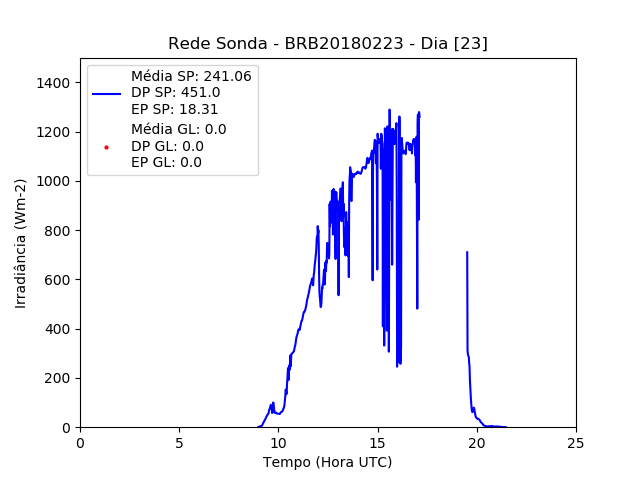 Rede Sonda - BRB20180223 - Dia [23]
Média SP: 241.06
DP SP: 451.0
EP SP: 18.31
Média GL: 0.0
DP GL: 0.0
EP GL: 0.0
Irradiância (Wm-2)
1400
1200
1000
800
600
400
200
0
0 5 10 15 20 25
Tempo (Hora UTC)